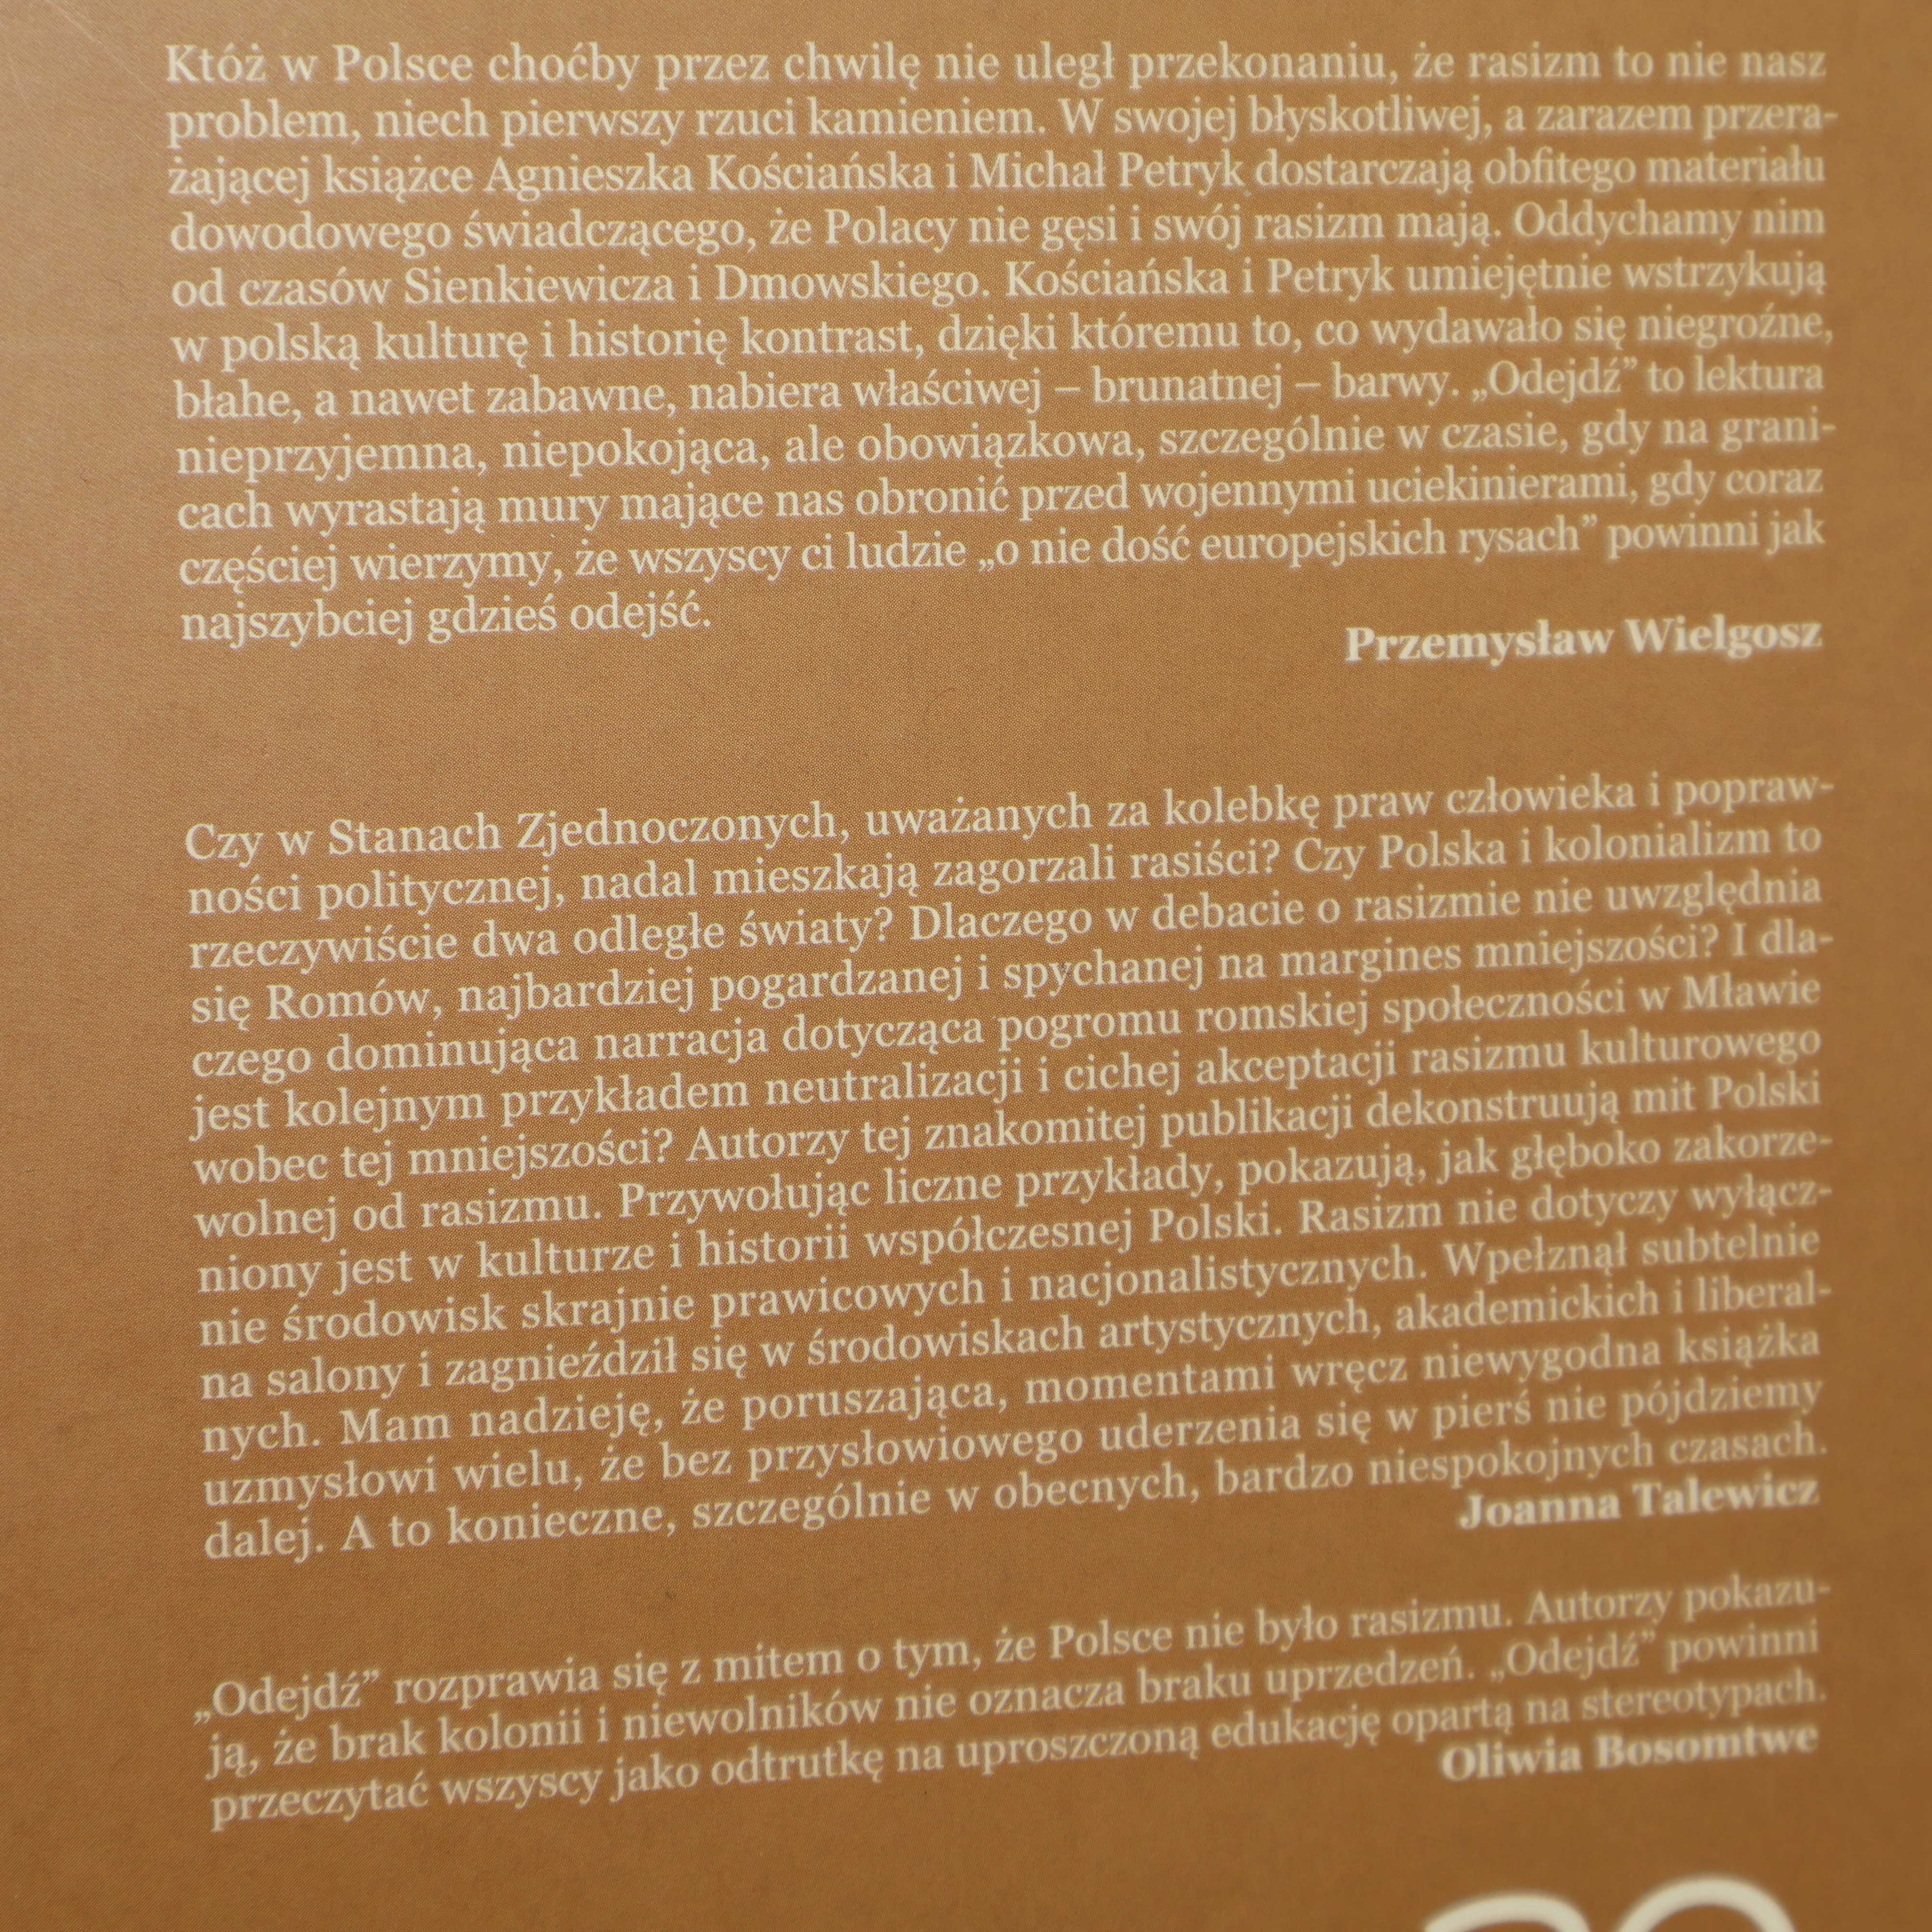 Któż w Polsce choćby przez chwilę nie uległ przekonaniu, że rasizm to nie nasz
problem, niech pierwszy rzuci kamieniem. W swojej błyskotliwej, a zarazem przera-
żającej książce Agnieszka Kościańska i Michał Petryk dostarczają obfitego materiału
dowodowego świadczącego, że Polacy nie gęsi i swój rasizm mają. Oddychamy nim
od czasów Sienkiewicza i Dmowskiego. Kościańska i Petryk umiejętnie wstrzykują
w polską kulturę i historię kontrast, dzięki któremu to, co wydawało się niegroźne,
błahe, a nawet zabawne, nabiera właściwej – brunatnej – barwy. „Odejdź” to lektura
nieprzyjemna, niepokojąca, ale obowiązkowa, szczególnie w czasie, gdy na grani-
cach wyrastają mury mające nas obronić przed wojennymi uciekinierami, gdy coraz
częściej wierzymy, że wszyscy ci ludzie „o nie dość europejskich rysach” powinni jak
najszybciej gdzieś odejść.
Przemysław Wielgosz
Czy w Stanach Zjednoczonych, uważanych za kolebkę praw człowieka i popraw-
ności politycznej, nadal mieszkają zagorzali rasiści? Czy Polska i kolonializm to
rzeczywiście dwa odległe światy? Dlaczego w debacie o rasizmie nie uwzględnia
się Romów, najbardziej pogardzanej i spychanej na margines mniejszości? I dla-
czego dominująca narracja dotycząca pogromu romskiej społeczności w Mławie
jest kolejnym przykładem neutralizacji i cichej akceptacji rasizmu kulturowego
wobec tej mniejszości? Autorzy tej znakomitej publikacji dekonstruują mit Polski
wolnej od rasizmu. Przywołując liczne przykłady, pokazują, jak głęboko zakorze-
niony jest w kulturze i historii współczesnej Polski. Rasizm nie dotyczy wyłącz-
nie środowisk skrajnie prawicowych i nacjonalistycznych. Wpełznął subtelnie
na salony i zagnieździł się w środowiskach artystycznych, akademickich i liberal-
nych. Mam nadzieję, że poruszająca, momentami wręcz niewygodna książka
uzmysłowi wielu, że bez przysłowiowego uderzenia się w pierś nie pójdziemy
dalej. A to konieczne, szczególnie w obecnych, bardzo niespokojnych czasach.
Joanna Talewicz
„Odejdź” rozprawia się z mitem o tym, że Polsce nie było rasizmu. Autorzy pokazu-
ją, że brak kolonii i niewolników nie oznacza braku uprzedzeń. „Odejdź” powinni
przeczytać wszyscy jako odtrutkę na uproszczoną edukację opartą na stereotypach.
Oliwia Bosomtwe